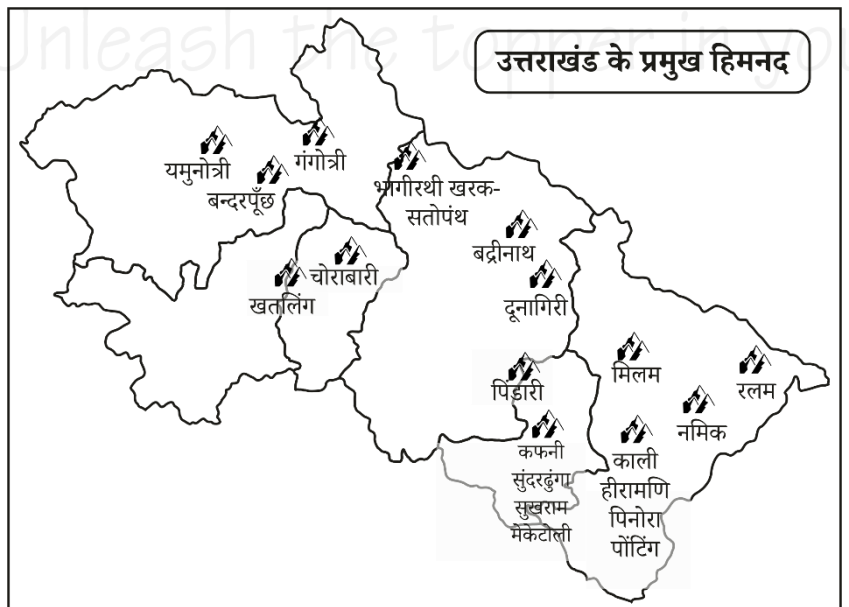 Unleash the topper in you
उत्तराखंड के प्रमुख हिमनद
यमुनोत्री
गंगोत्री
बन्दरपूँछ
भागीरथी खरक-
सतोपंथ
बद्रीनाथ
चोराबारी
खतलिंग
दूनागिरी
पिंडारी
मिलम
रलम
नमिक
कफनी
सुंदरढुंगा
सुखराम
मेकेटोली
काली
हीरामणि
पिनोरा
पोंटिंग